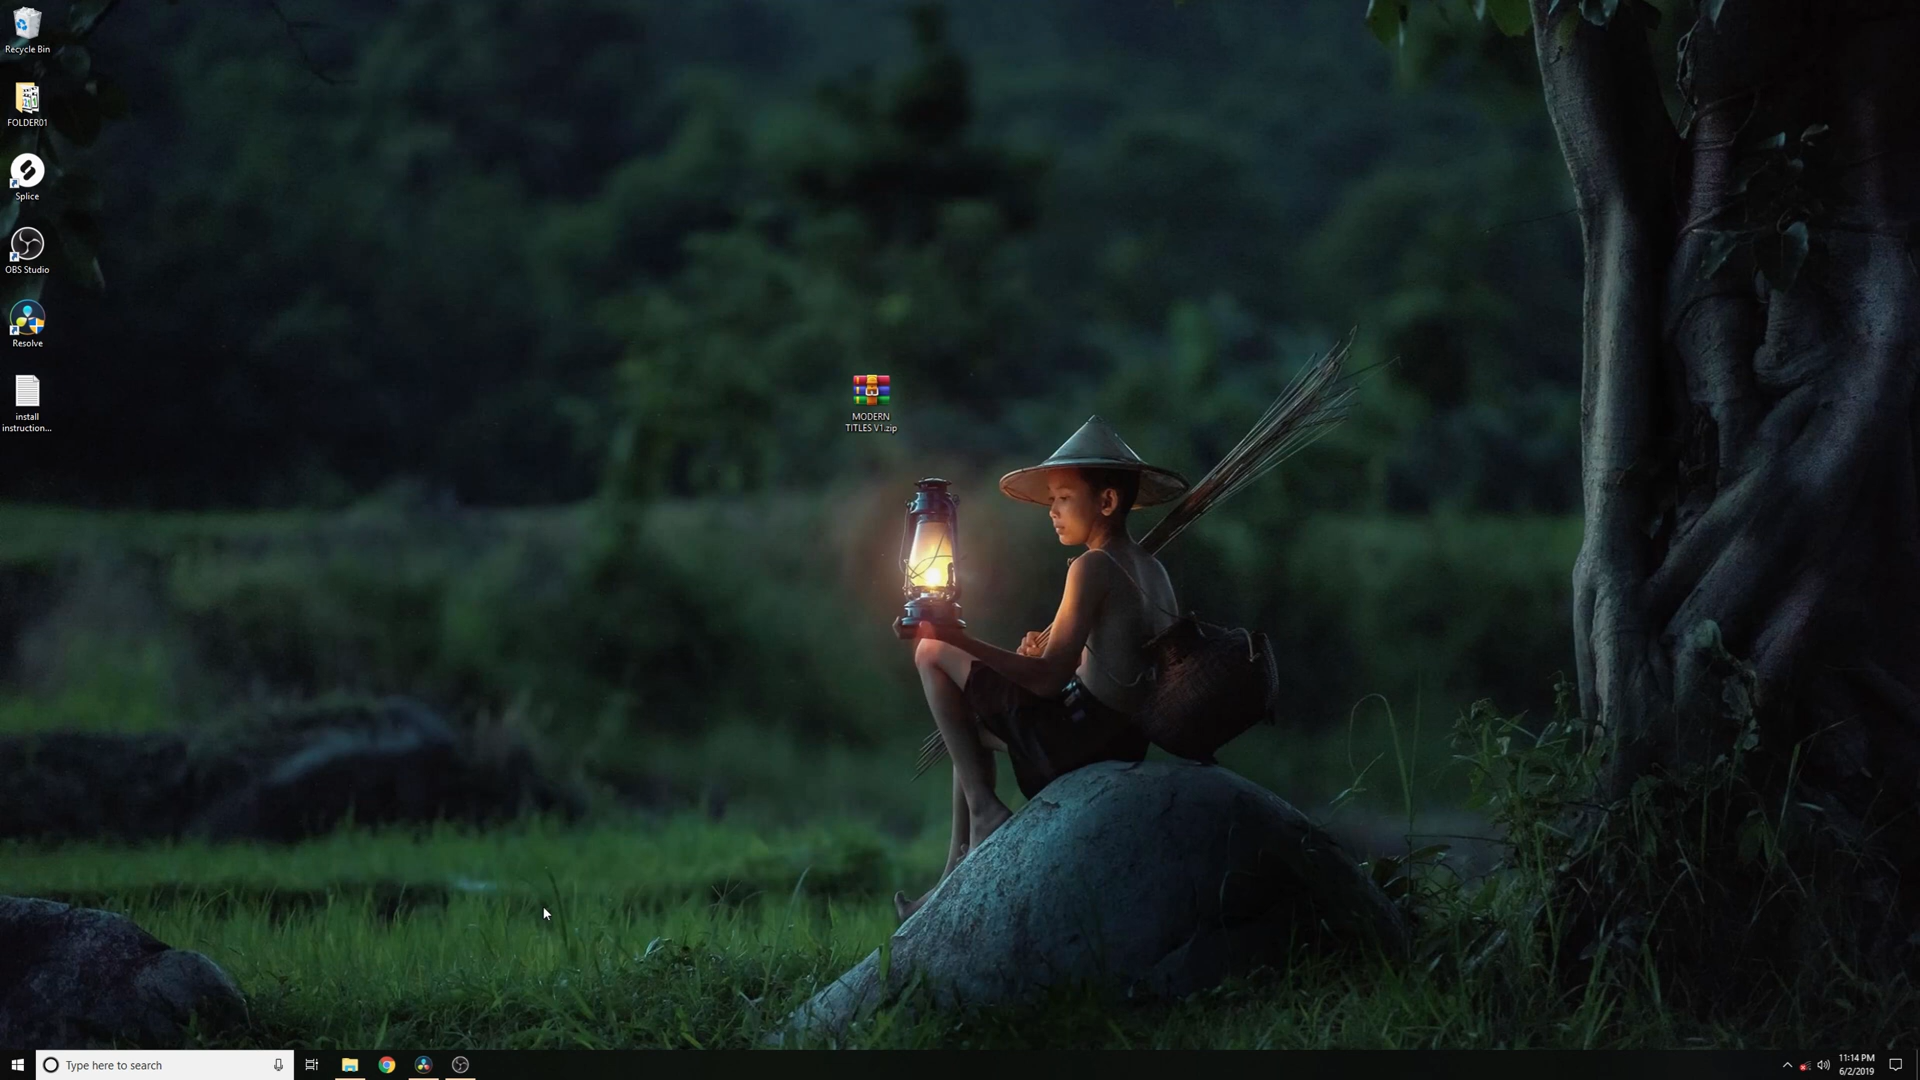 Recycle Bin
FOLDER01
Splice
OBS Studio
Resolve
install
instruction...
MODERN
TITLES V1.zip
Type here to search
11:14 PM
6/2/2019